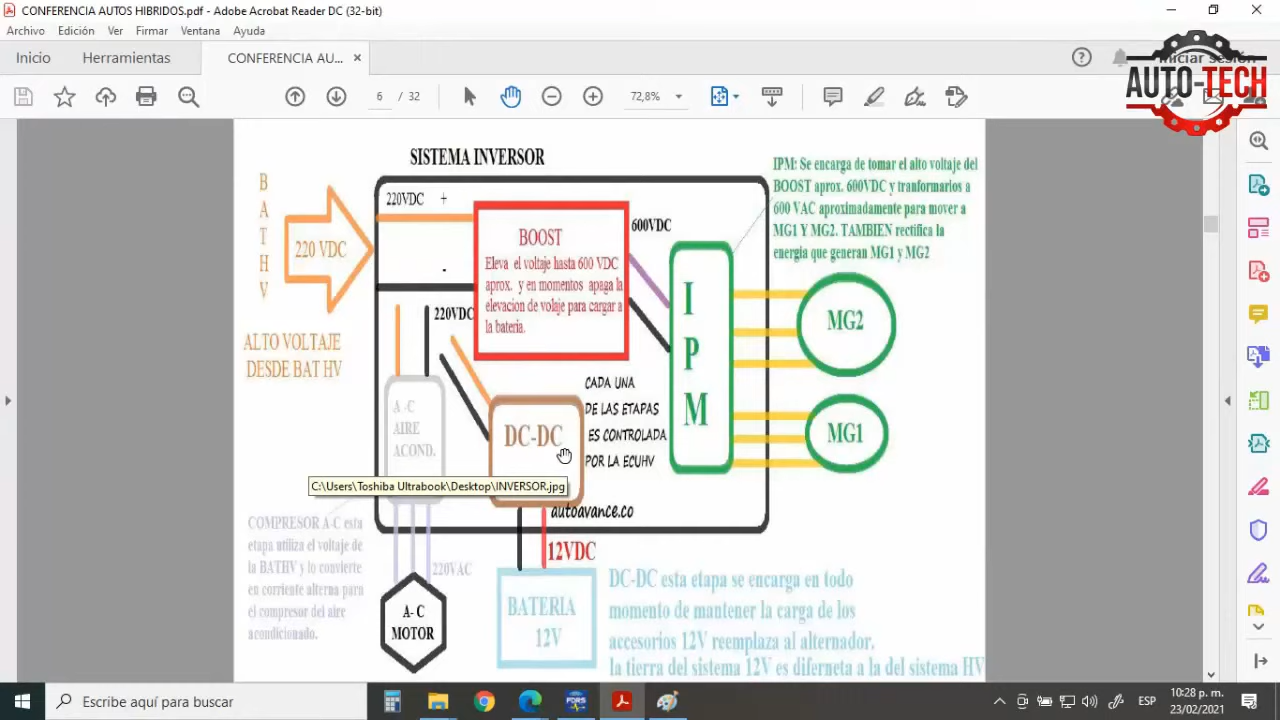 CONFERENCIA AUTOS HIBRIDOS.pdf - Adobe Acrobat Reader DC (32-bit)
Archivo Edición Ver Firmar Ventana Ayuda
Inicio Herramientas CONFERENCIA AU... ×
Iniciar sesión
AUTO-TECH
6 / 32 72,8%
SISTEMA INVERSOR
BATHV
220 VDC
ALTO VOLTAJE
DESDE BAT HV
220VDC +
-
220VDC
BOOST
Eleva el voltaje hasta 600 VDC
aprox. y en momentos apaga la
elevacion de volaje para cargar a
la bateria.
600VDC
IPM
IPM: Se encarga de tomar el alto voltaje del
BOOST aprox. 600VDC y tranformarlos a
600 VAC aproximadamente para mover a
MG1 Y MG2. TAMBIEN rectifica la
energia que generan MG1 y MG2
MG2
MG1
A -C
AIRE
ACOND.
DC-DC
CADA UNA
DE LAS ETAPAS
ES CONTROLADA
POR LA ECUHV
C:\Users\Toshiba Ultrabook\Desktop\INVERSOR.jpg
autoavance.co
COMPRESOR A-C esta
etapa utiliza el voltaje de
la BATHV y lo convierte
en corriente alterna para
el compresor del aire
acondicionado.
220VAC
A- C
MOTOR
12VDC
BATERIA
12V
DC-DC esta etapa se encarga en todo
momento de mantener la carga de los
accesorios 12V reemplaza al alternador.
la tierra del sistema 12V es diferneta a la del sistema HV
Escribe aquí para buscar
ESP
10:28 p. m.
23/02/2021